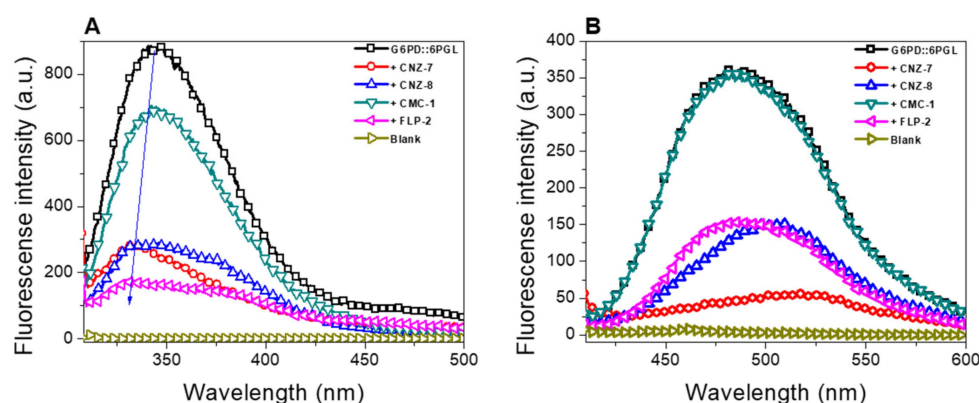 A
Fluorescense intensity (a.u.)
800
600
400
200
0
350
400
450
500
Wavelength (nm)
G6PD::6PGL
+ CNZ-7
+ CNZ-8
+ CMC-1
+ FLP-2
Blank
B
Fluorescense intensity (a.u.)
400
350
300
250
200
150
100
50
0
450
500
550
600
Wavelength (nm)
G6PD::6PGL
+ CNZ-7
+ CNZ-8
+ CMC-1
+ FLP-2
Blank